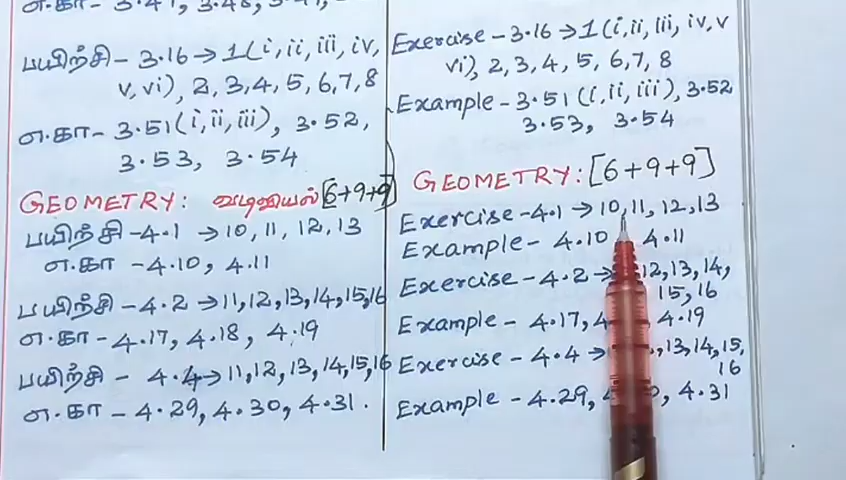 எ.கா - 3.47, 3.48,
பயிற்சி - 3.16 → 1(i, ii, iii, iv,
v, vi), 2, 3, 4, 5, 6, 7, 8
எ.கா - 3.51(i, ii, iii), 3.52,
3.53, 3.54
GEOMETRY: வடிவியல் [6+9+9]
பயிற்சி - 4.1 → 10, 11, 12, 13
எ.கா - 4.10, 4.11
பயிற்சி - 4.2 → 11, 12, 13, 14, 15, 16
எ.கா - 4.17, 4.18, 4.19
பயிற்சி - 4.4 → 11, 12, 13, 14, 15, 16
எ.கா - 4.29, 4.30, 4.31.
Exercise - 3.16 → 1(i, ii, iii, iv, v
vi), 2, 3, 4, 5, 6, 7, 8
Example - 3.51(i, ii, iii), 3.52
3.53, 3.54
GEOMETRY: [6+9+9]
Exercise - 4.1 → 10, 11, 12, 13
Example - 4.10 4.11
Exercise - 4.2 → 12, 13, 14,
15, 16
Example - 4.17, 4.19
Exercise - 4.4 → 13, 14, 15,
16
Example - 4.29, 4.31